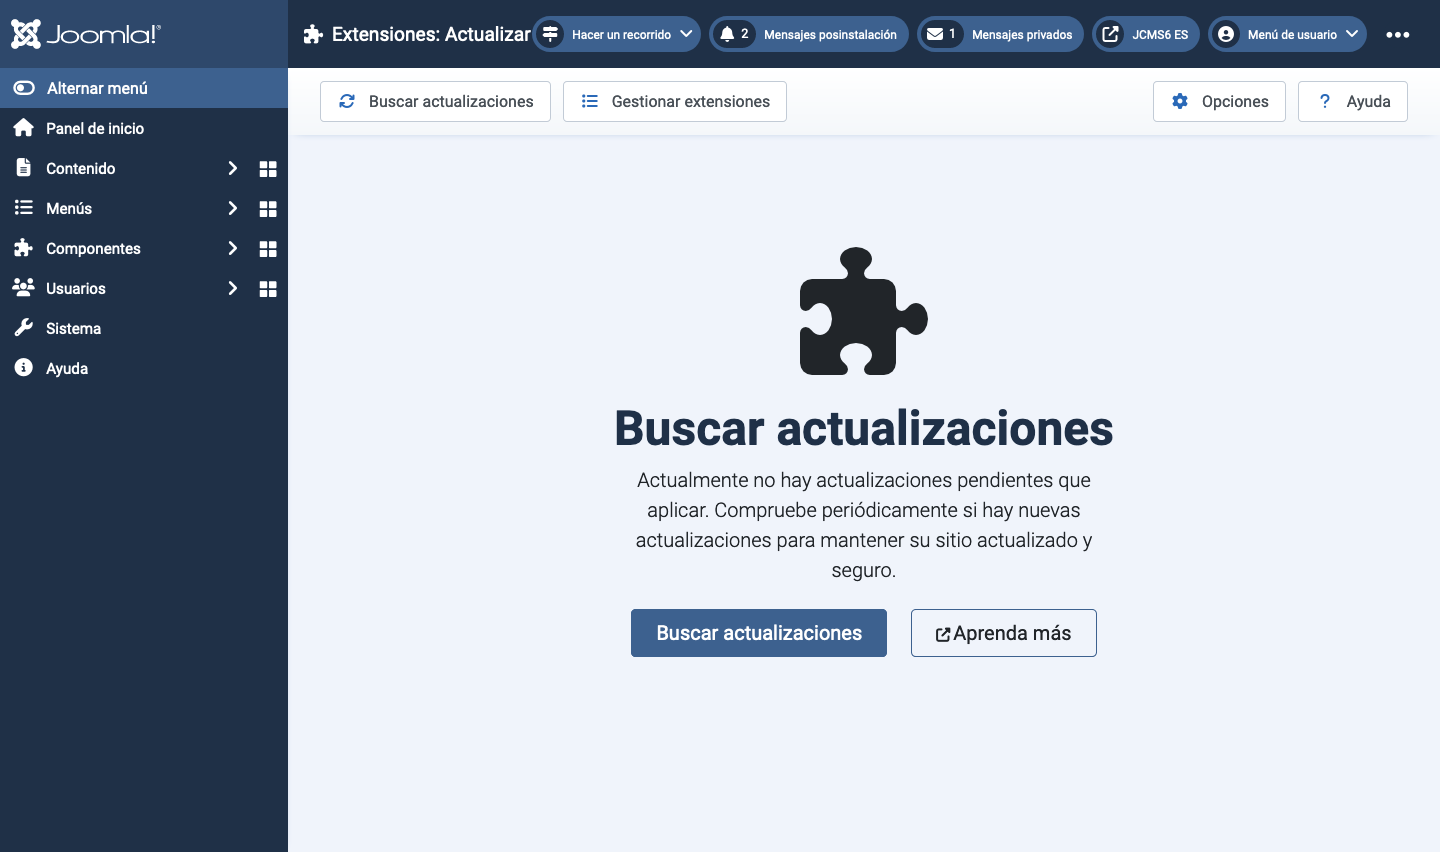 Joomla!®
Extensiones: Actualizar
Hacer un recorrido
2 Mensajes posinstalación
1 Mensajes privados
JCMS6 ES
Menú de usuario
Alternar menú
Panel de inicio
Contenido
Menús
Componentes
Usuarios
Sistema
Ayuda
Buscar actualizaciones
Gestionar extensiones
Opciones
? Ayuda
Buscar actualizaciones
Actualmente no hay actualizaciones pendientes que
aplicar. Compruebe periódicamente si hay nuevas
actualizaciones para mantener su sitio actualizado y
seguro.
Buscar actualizaciones
Aprenda más